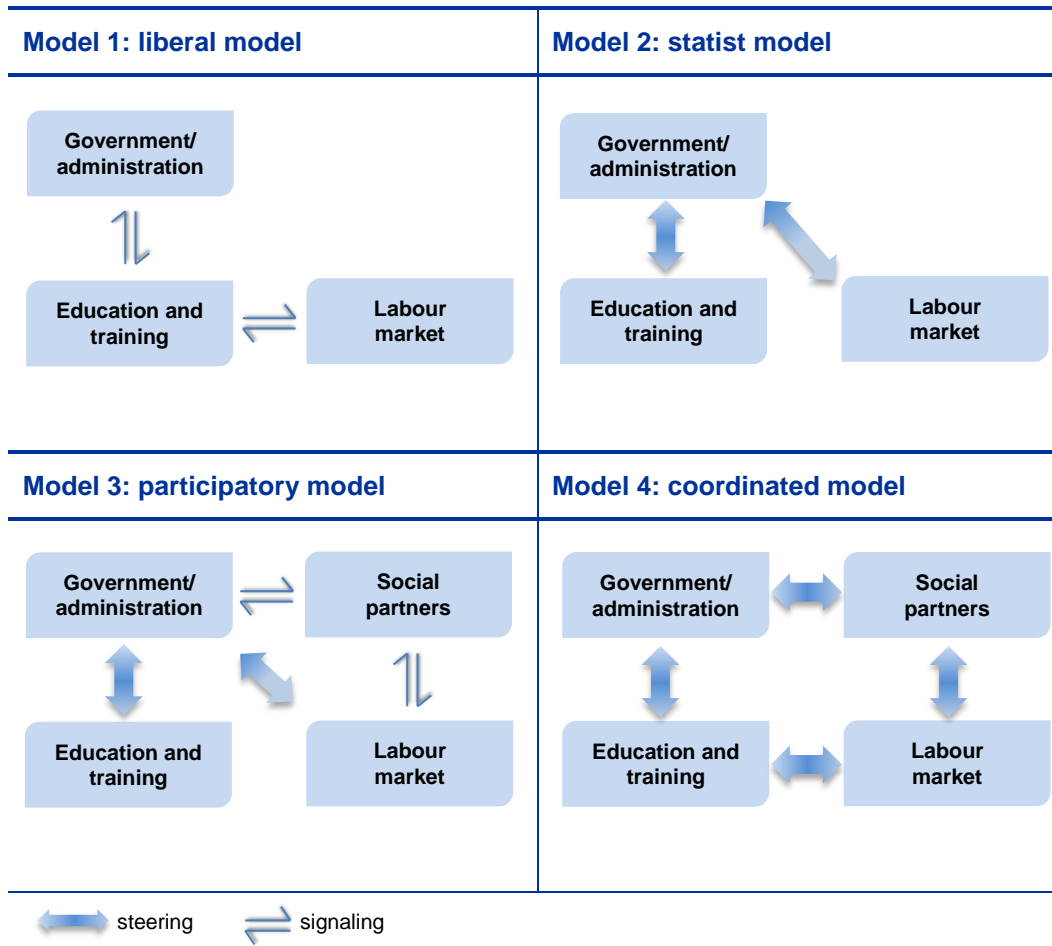 Model 1: liberal model
Model 2: statist model
Government/
administration
Education and
training
Labour
market
Government/
administration
Education and
training
Labour
market
Model 3: participatory model
Model 4: coordinated model
Government/
administration
Social
partners
Education and
training
Labour
market
Government/
administration
Social
partners
Education and
training
Labour
market
steering
signaling